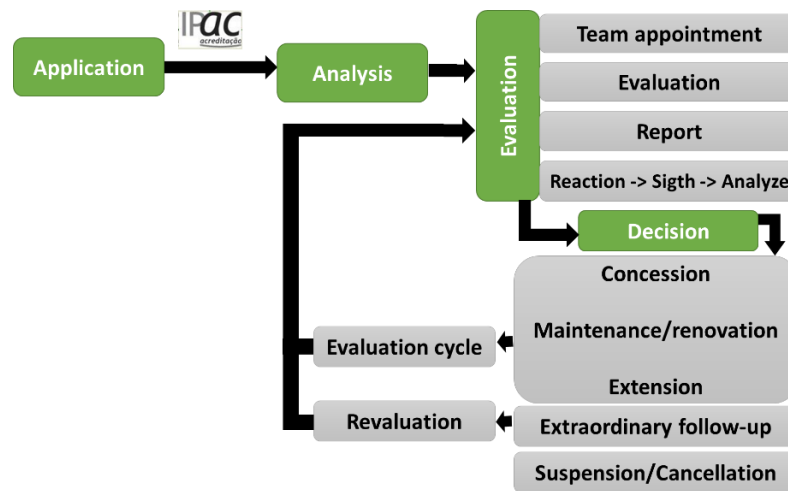 IPac
acreditação
Application
Analysis
Evaluation
Team appointment
Evaluation
Report
Reaction -> Sigth -> Analyze
Decision
Concession
Maintenance/renovation
Extension
Evaluation cycle
Revaluation
Extraordinary follow-up
Suspension/Cancellation